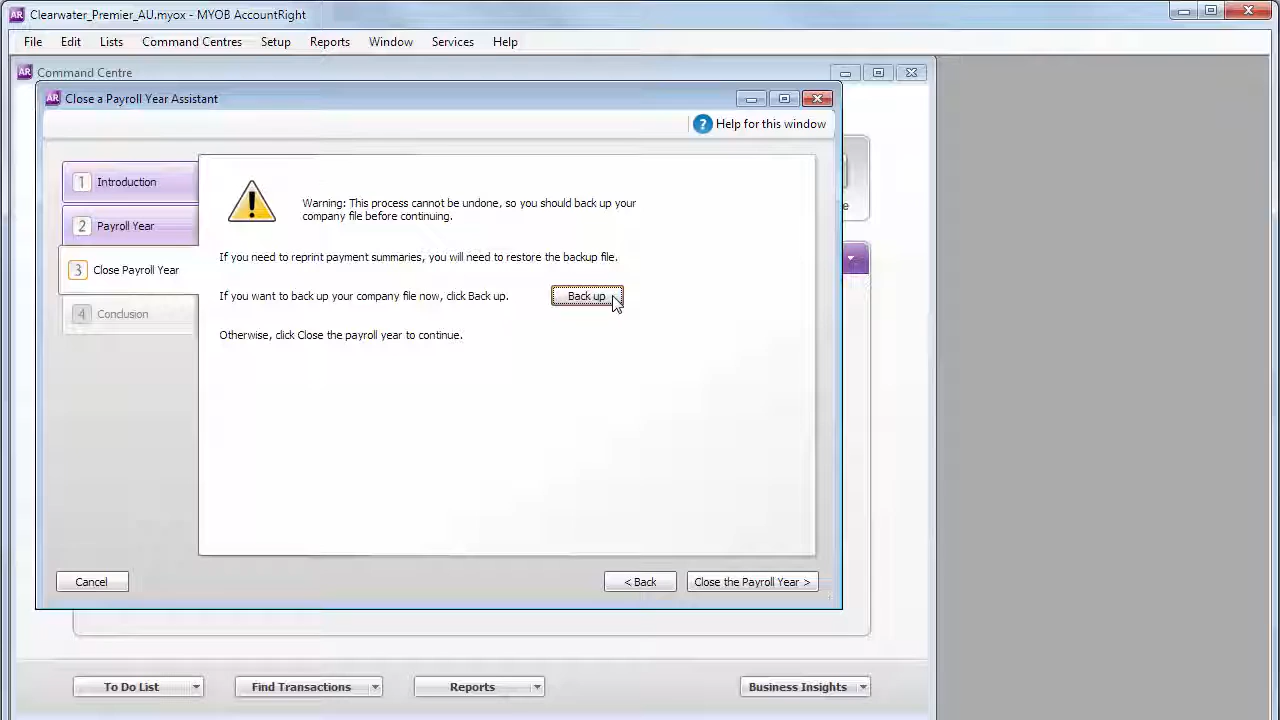 AR Clearwater_Premier_AU.myox - MYOB AccountRight
File Edit Lists Command Centres Setup Reports Window Services Help
AR Command Centre
AR Close a Payroll Year Assistant
? Help for this window
1 Introduction
2 Payroll Year
3 Close Payroll Year
4 Conclusion
Warning: This process cannot be undone, so you should back up your
company file before continuing.
If you need to reprint payment summaries, you will need to restore the backup file.
If you want to back up your company file now, click Back up. Back up
Otherwise, click Close the payroll year to continue.
Cancel < Back Close the Payroll Year >
To Do List Find Transactions Reports Business Insights